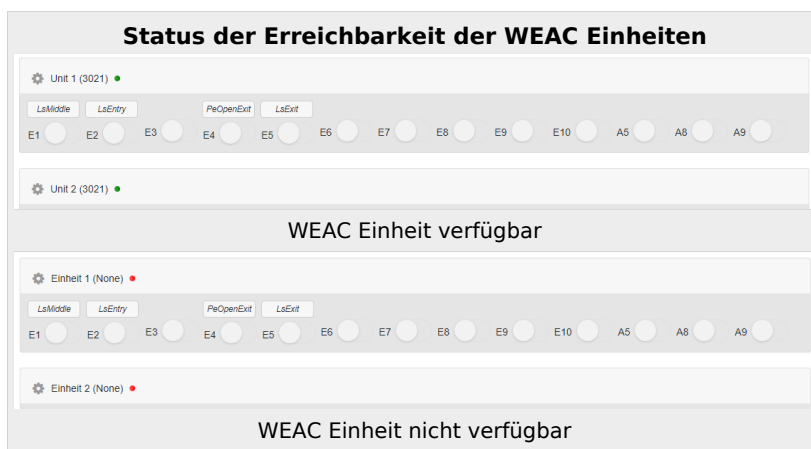 Status der Erreichbarkeit der WEAC Einheiten
Unit 1 (3021)
LsMiddle LsEntry PeOpenExit LsExit
E1 E2 E3 E4 E5 E6 E7 E8 E9 E10 A5 A8 A9
Unit 2 (3021)
WEAC Einheit verfügbar
Einheit 1 (None)
LsMiddle LsEntry PeOpenExit LsExit
E1 E2 E3 E4 E5 E6 E7 E8 E9 E10 A5 A8 A9
Einheit 2 (None)
WEAC Einheit nicht verfügbar